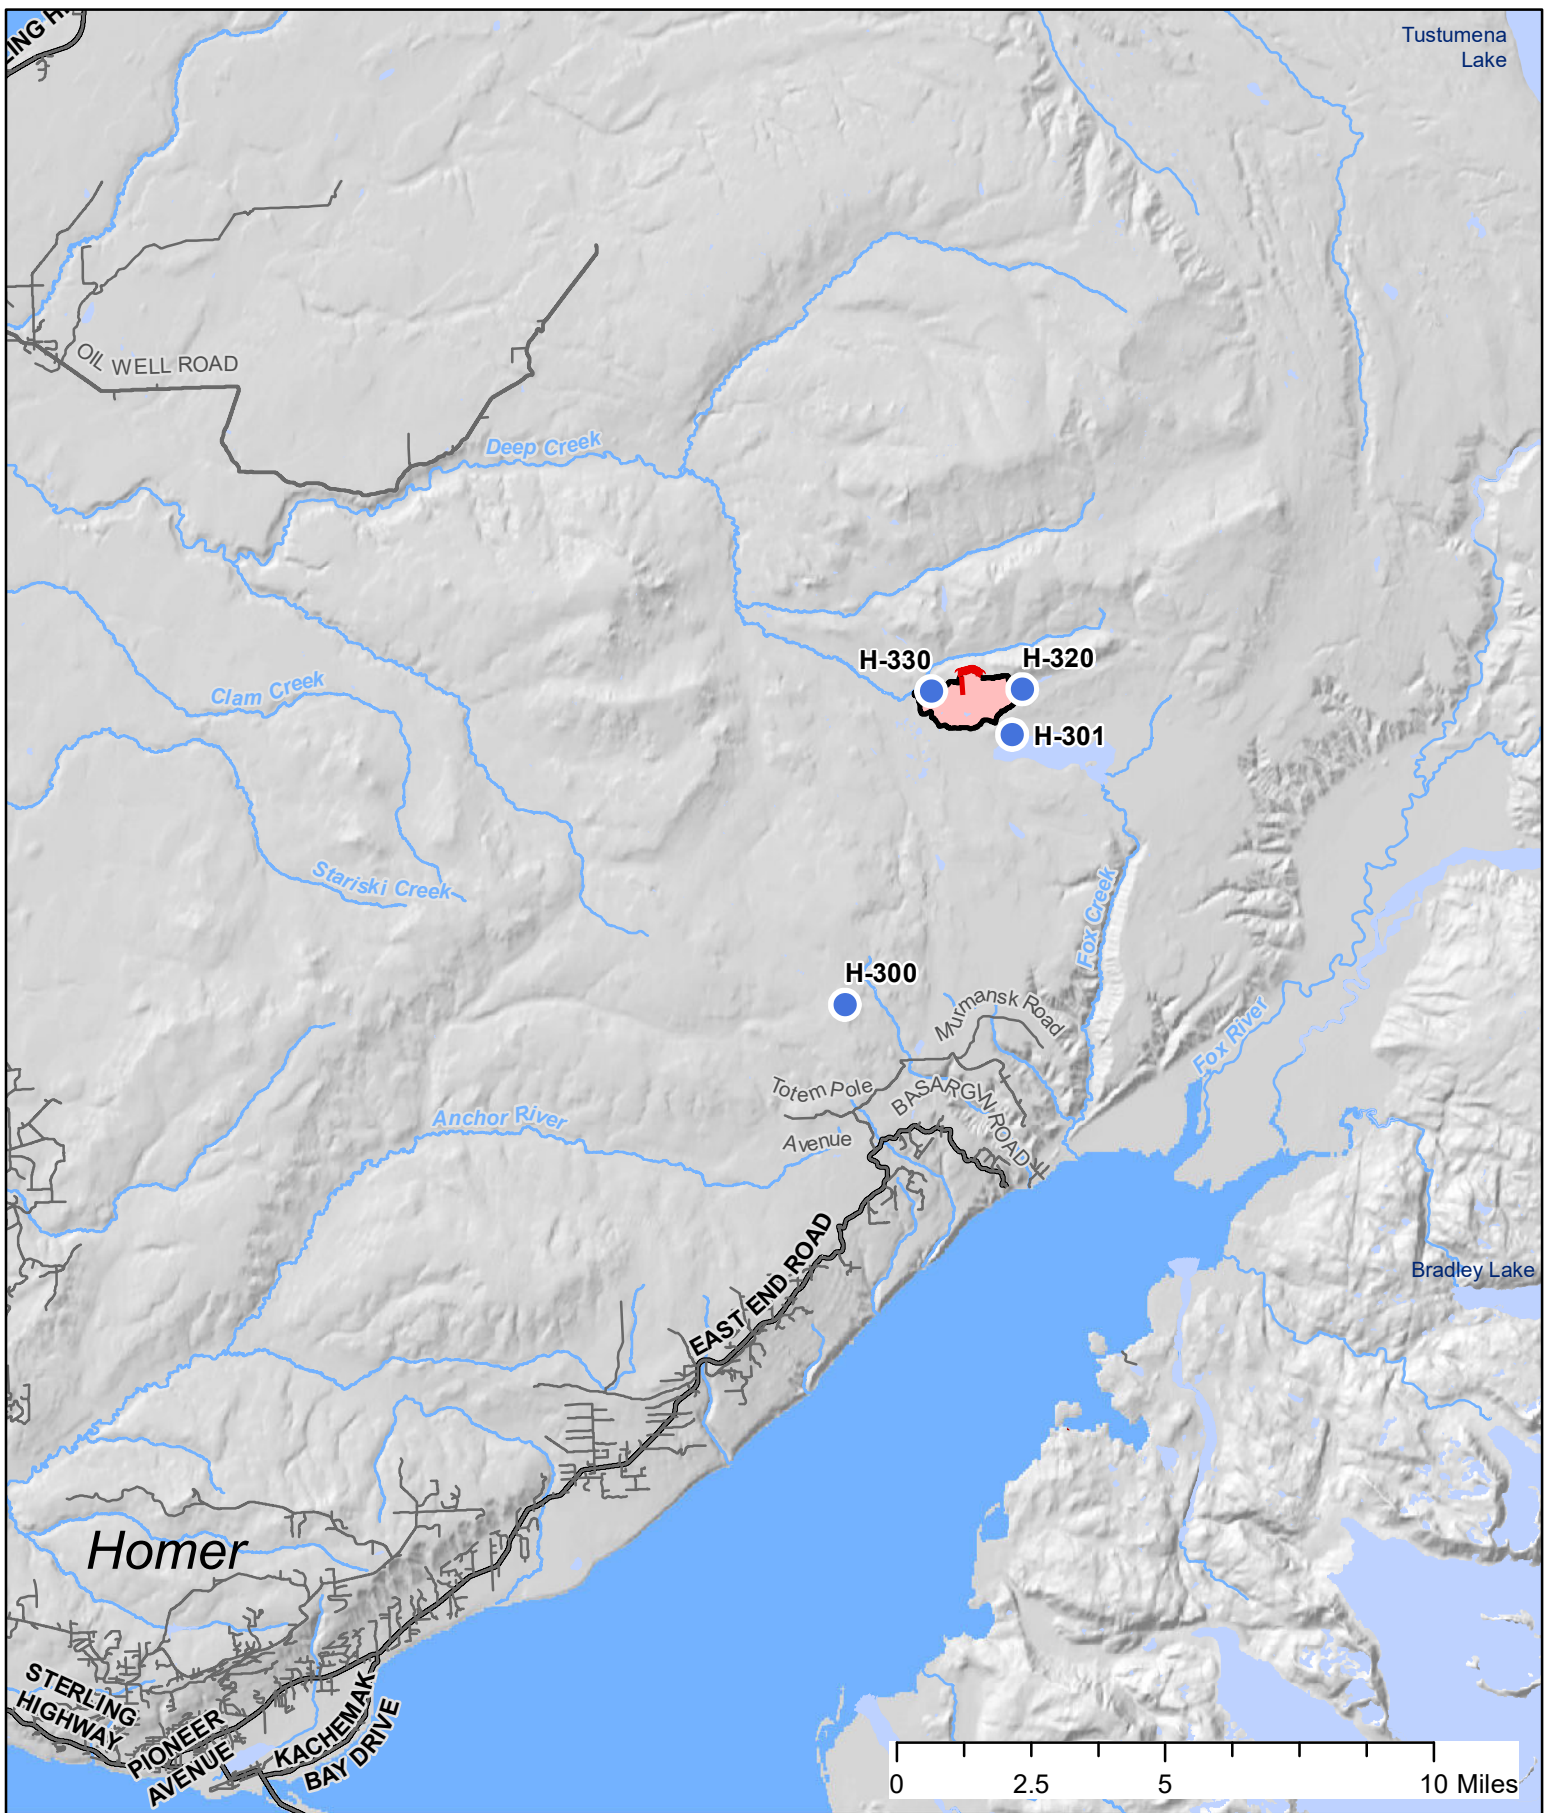 Tustumena
Lake
OIL WELL ROAD
Deep Creek
H-330
H-320
H-301
Clam Creek
Stariski Creek
Fox Creek
H-300
Murmansk Road
Fox River
Totem Pole
Avenue
BASARGIN ROAD
Anchor River
EAST END ROAD
Bradley Lake
Homer
STERLING
HIGHWAY
PIONEER
AVENUE
KACHEMAK
BAY DRIVE
0 2.5 5 10 Miles